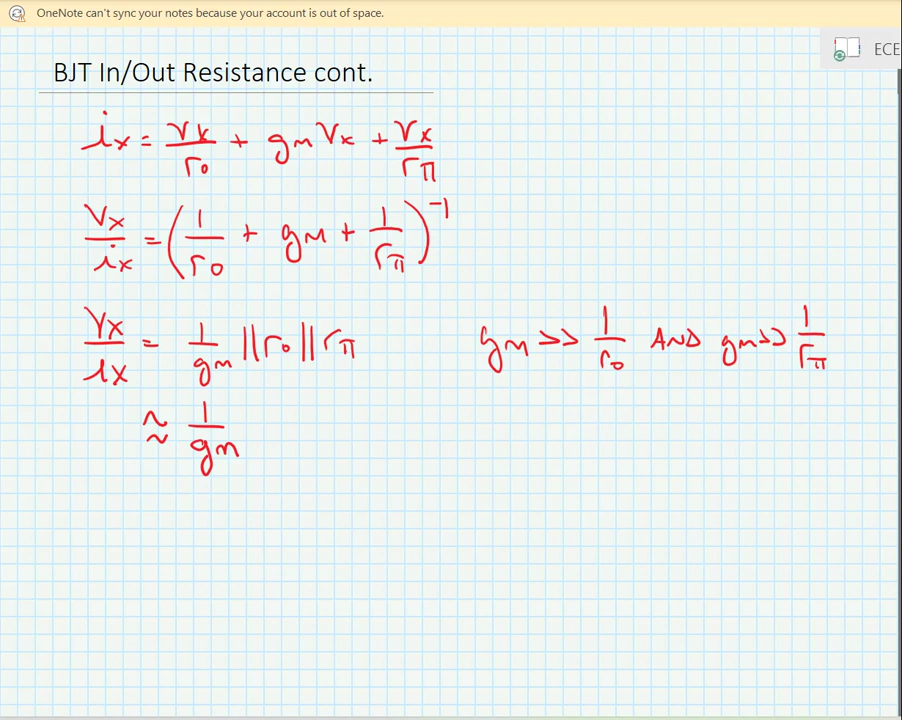 OneNote can't sync your notes because your account is out of space.
ECE
BJT In/Out Resistance cont.
ix = Vx/ro + gm Vx + Vx/rπ
Vx/ix = (1/ro + gm + 1/rπ)^-1
Vx/ix = 1/gm || ro || rπ gm >> 1/ro AND gm >> 1/rπ
≈ 1/gm